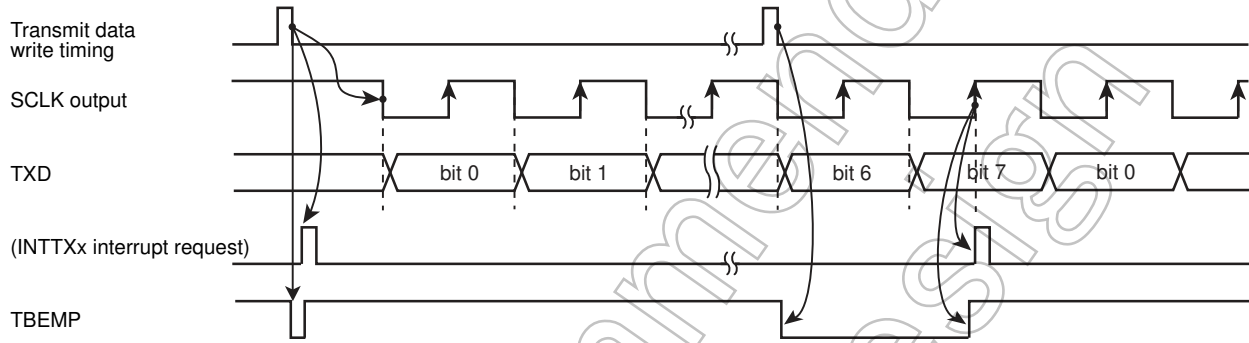 Transmit data
write timing
SCLK output
TXD
bit 0
bit 1
bit 6
bit 7
bit 0
(INTTXx interrupt request)
TBEMP